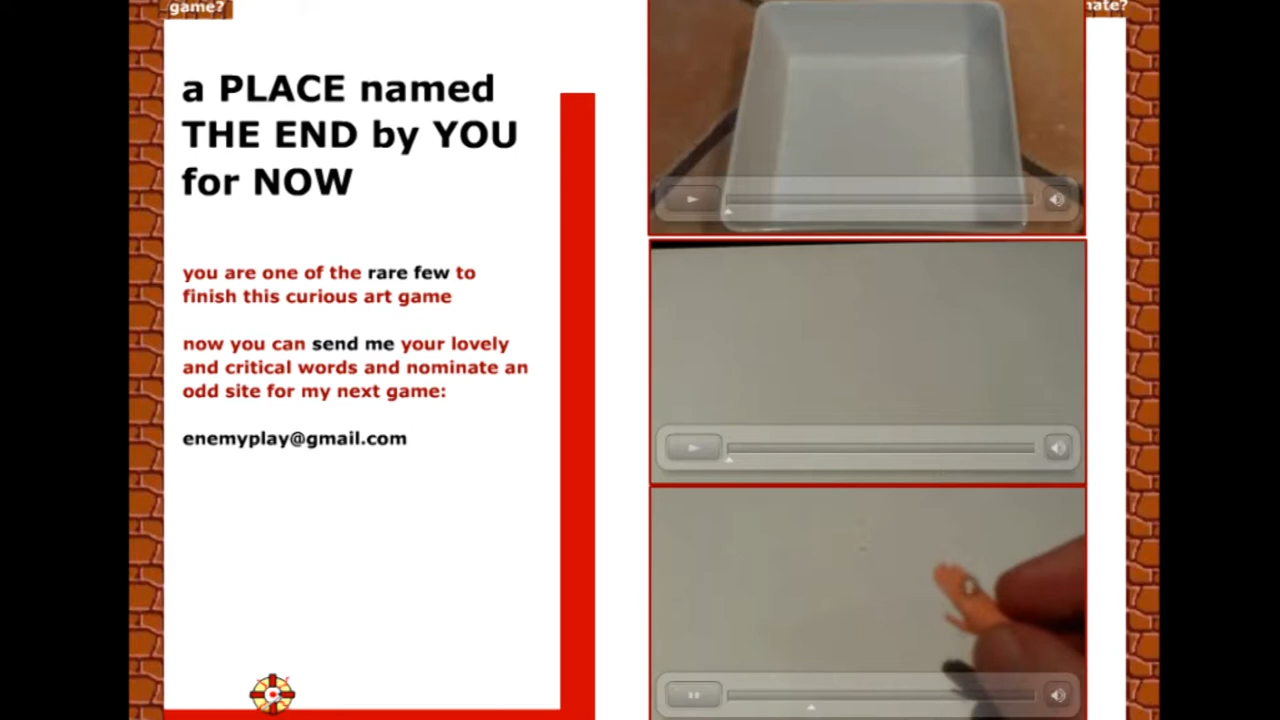 game?
a PLACE named
THE END by YOU
for NOW
you are one of the rare few to
finish this curious art game
now you can send me your lovely
and critical words and nominate an
odd site for my next game:
enemyplay@gmail.com